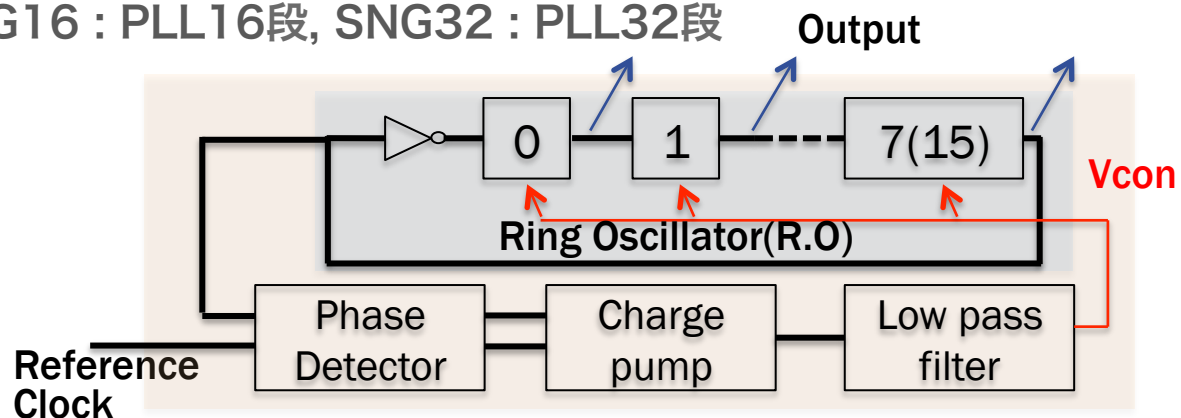 G16 : PLL16段, SNG32 : PLL32段
Output
0
1
7(15)
Vcon
Ring Oscillator(R.O)
Phase
Detector
Charge
pump
Low pass
filter
Reference
Clock